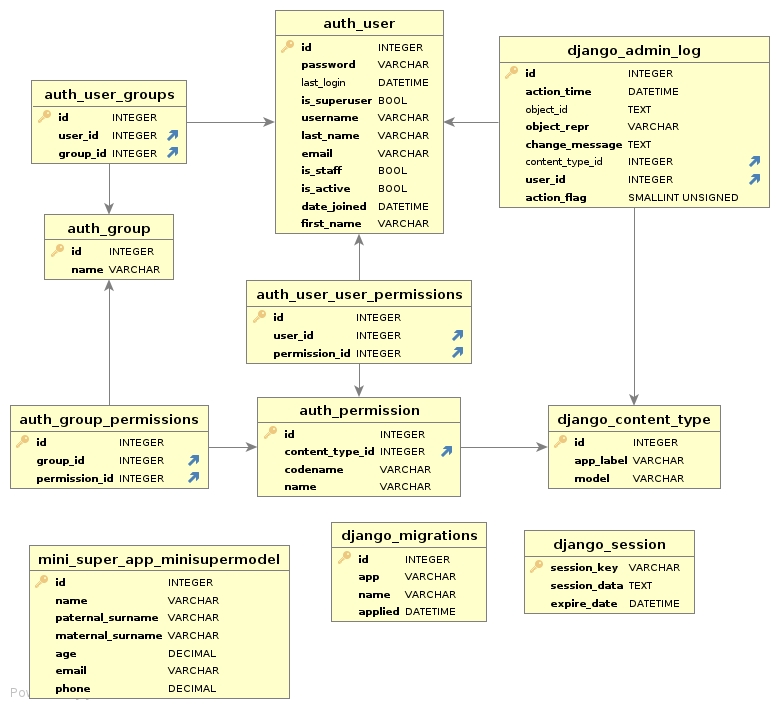 auth_user
id INTEGER
password VARCHAR
last_login DATETIME
is_superuser BOOL
username VARCHAR
last_name VARCHAR
email VARCHAR
is_staff BOOL
is_active BOOL
date_joined DATETIME
first_name VARCHAR
django_admin_log
id INTEGER
action_time DATETIME
object_id TEXT
object_repr VARCHAR
change_message TEXT
content_type_id INTEGER
user_id INTEGER
action_flag SMALLINT UNSIGNED
auth_user_groups
id INTEGER
user_id INTEGER
group_id INTEGER
auth_group
id INTEGER
name VARCHAR
auth_user_user_permissions
id INTEGER
user_id INTEGER
permission_id INTEGER
auth_group_permissions
id INTEGER
group_id INTEGER
permission_id INTEGER
auth_permission
id INTEGER
content_type_id INTEGER
codename VARCHAR
name VARCHAR
django_content_type
id INTEGER
app_label VARCHAR
model VARCHAR
mini_super_app_minisupermodel
id INTEGER
name VARCHAR
paternal_surname VARCHAR
maternal_surname VARCHAR
age DECIMAL
email VARCHAR
phone DECIMAL
django_migrations
id INTEGER
app VARCHAR
name VARCHAR
applied DATETIME
django_session
session_key VARCHAR
session_data TEXT
expire_date DATETIME